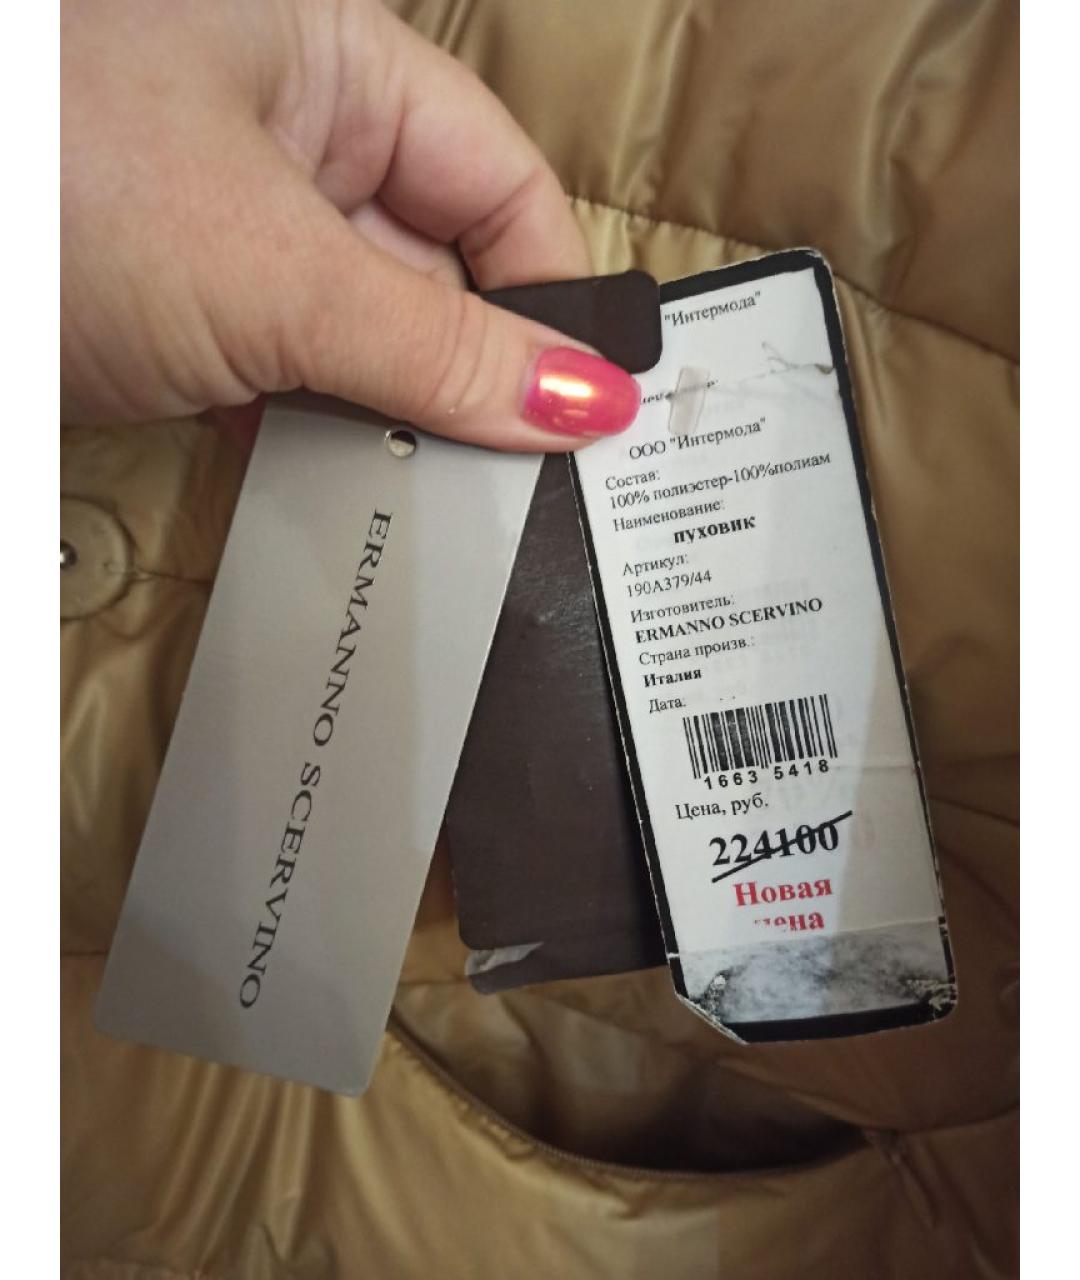 ERMANNO SCERVINO
"Интермода"
ООО "Интермода"
Состав:
100% полиэстер-100%полиам
Наименование:
пуховик
Артикул:
190A379/44
Изготовитель:
ERMANNO SCERVINO
Страна произв.:
Италия
Дата:
1663 5418
Цена, руб.
224100
Новая
цена